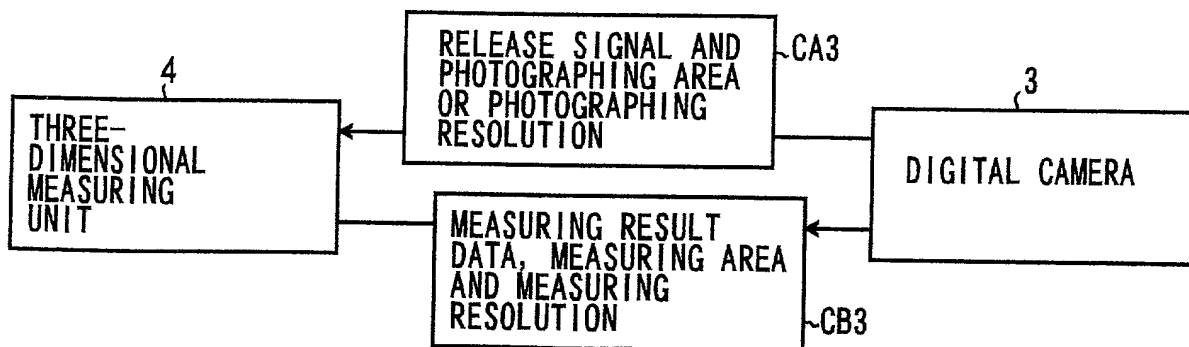 4
THREE-
DIMENSIONAL
MEASURING
UNIT
RELEASE SIGNAL AND
PHOTOGRAPHING AREA
OR PHOTOGRAPHING
RESOLUTION
CA3
3
DIGITAL CAMERA
MEASURING RESULT
DATA, MEASURING AREA
AND MEASURING
RESOLUTION
CB3